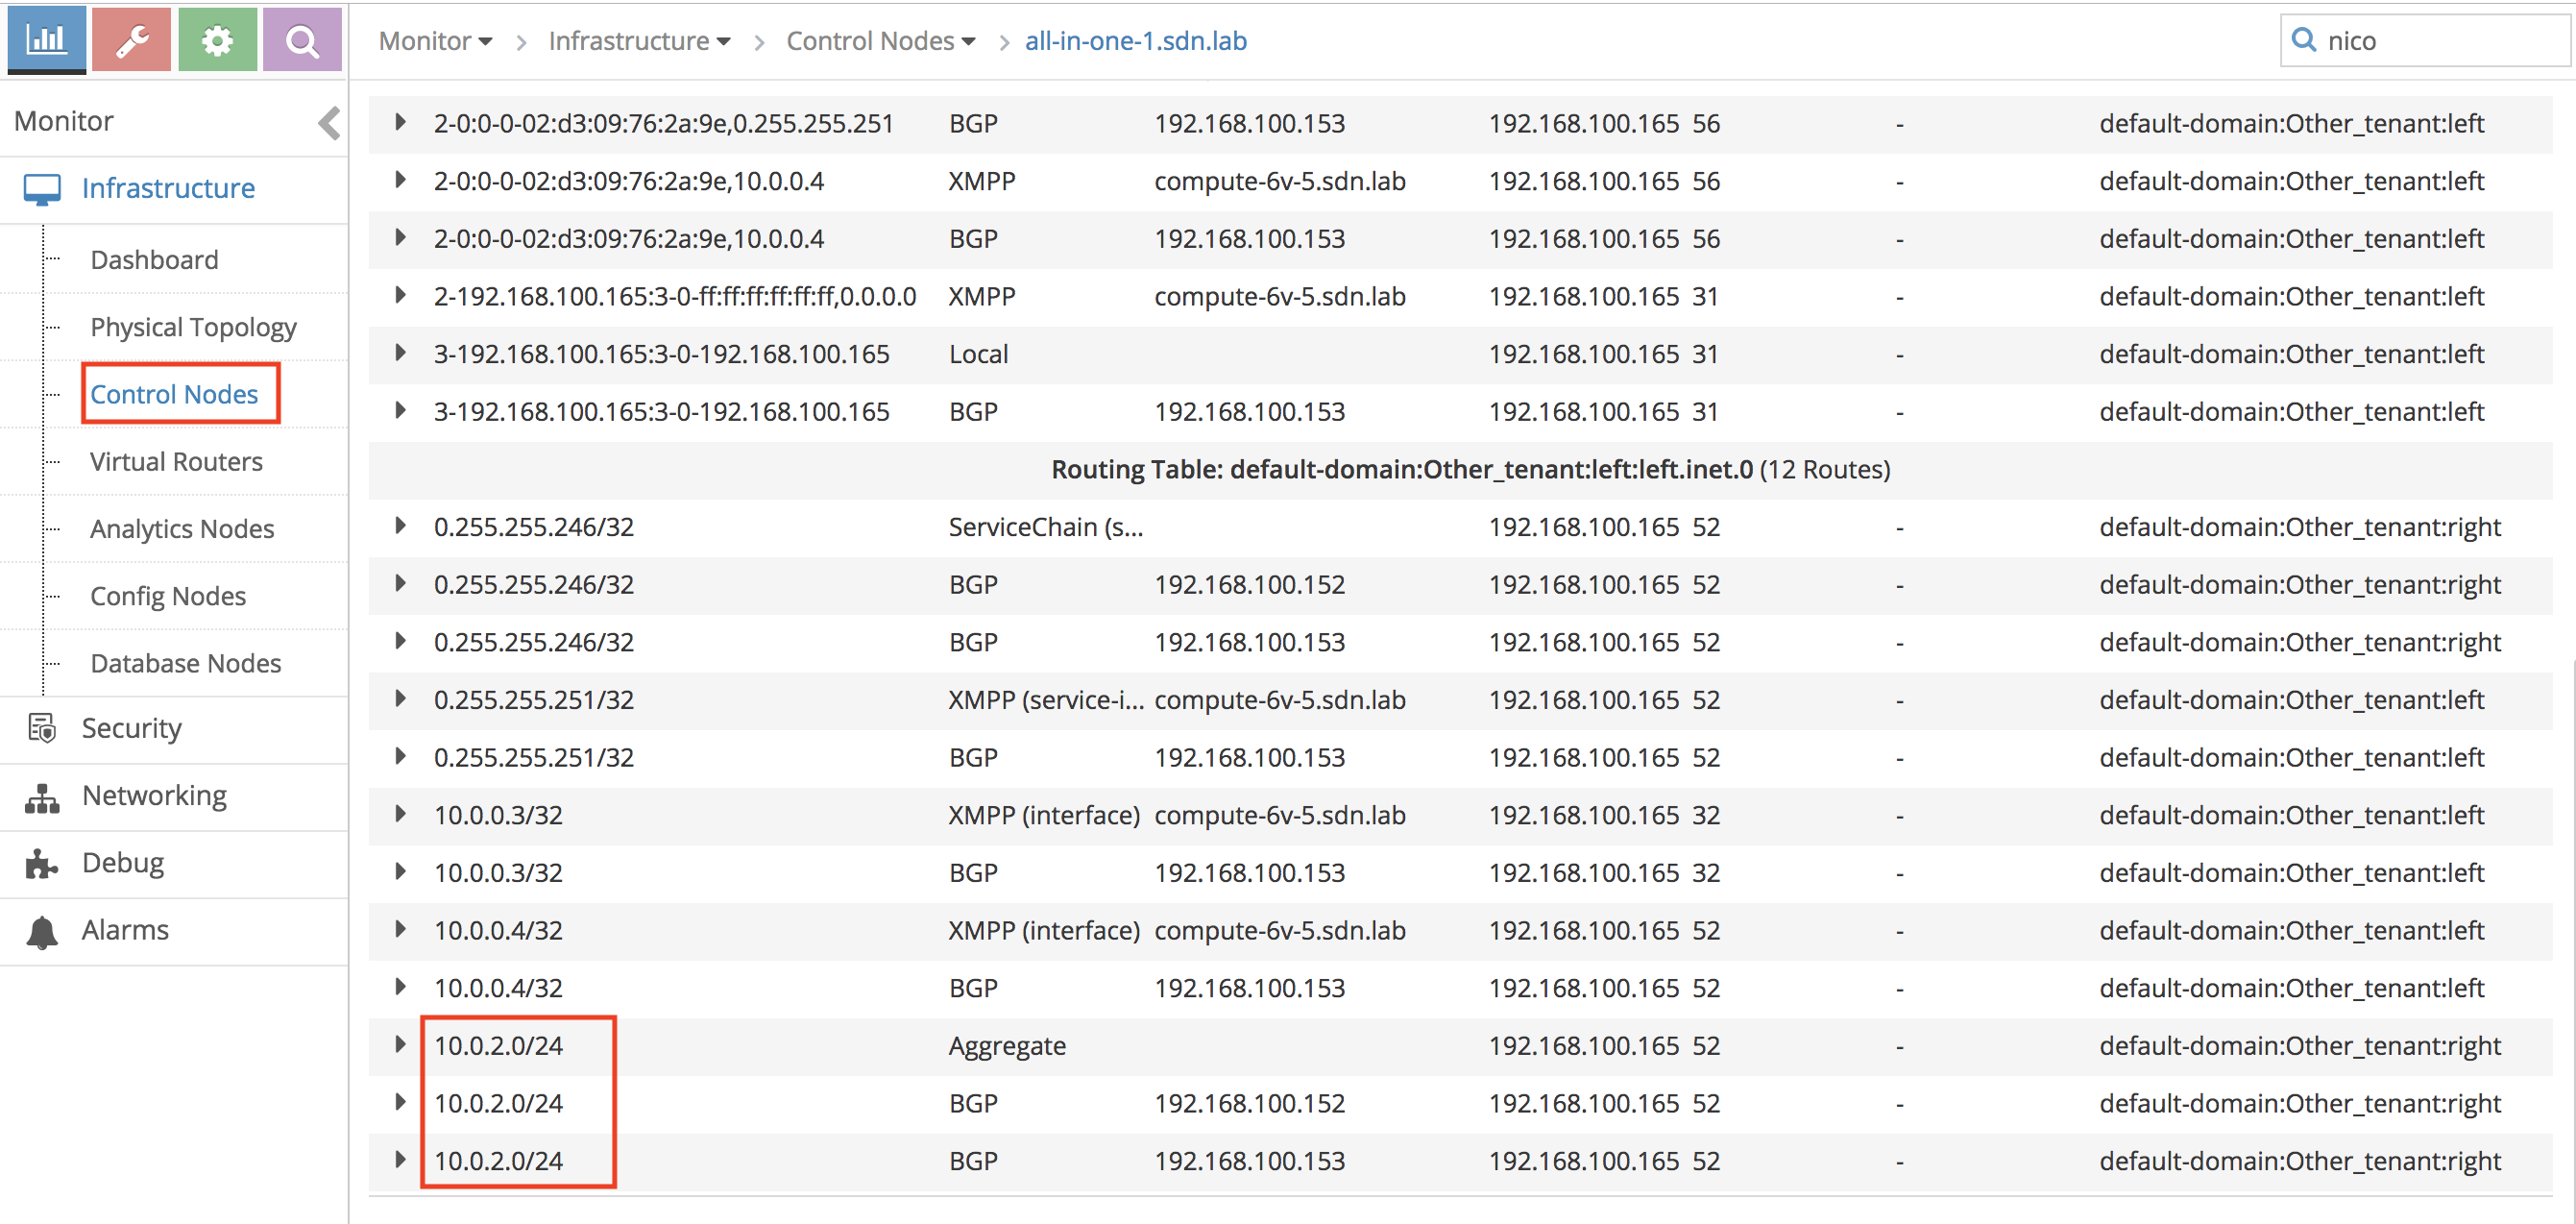 Monitor > Infrastructure > Control Nodes > all-in-one-1.sdn.lab
nico
Monitor
Infrastructure
Dashboard
Physical Topology
Control Nodes
Virtual Routers
Analytics Nodes
Config Nodes
Database Nodes
Security
Networking
Debug
Alarms
2-0:0-0-02:d3:09:76:2a:9e,0.255.255.251 BGP 192.168.100.153 192.168.100.165 56 - default-domain:Other_tenant:left
2-0:0-0-02:d3:09:76:2a:9e,10.0.0.4 XMPP compute-6v-5.sdn.lab 192.168.100.165 56 - default-domain:Other_tenant:left
2-0:0-0-02:d3:09:76:2a:9e,10.0.0.4 BGP 192.168.100.153 192.168.100.165 56 - default-domain:Other_tenant:left
2-192.168.100.165:3-0-ff:ff:ff:ff:ff:ff,0.0.0.0 XMPP compute-6v-5.sdn.lab 192.168.100.165 31 - default-domain:Other_tenant:left
3-192.168.100.165:3-0-192.168.100.165 Local 192.168.100.165 31 - default-domain:Other_tenant:left
3-192.168.100.165:3-0-192.168.100.165 BGP 192.168.100.153 192.168.100.165 31 - default-domain:Other_tenant:left
Routing Table: default-domain:Other_tenant:left:left.inet.0 (12 Routes)
0.255.255.246/32 ServiceChain (s... 192.168.100.165 52 - default-domain:Other_tenant:right
0.255.255.246/32 BGP 192.168.100.152 192.168.100.165 52 - default-domain:Other_tenant:right
0.255.255.246/32 BGP 192.168.100.153 192.168.100.165 52 - default-domain:Other_tenant:right
0.255.255.251/32 XMPP (service-i... compute-6v-5.sdn.lab 192.168.100.165 52 - default-domain:Other_tenant:left
0.255.255.251/32 BGP 192.168.100.153 192.168.100.165 52 - default-domain:Other_tenant:left
10.0.0.3/32 XMPP (interface) compute-6v-5.sdn.lab 192.168.100.165 32 - default-domain:Other_tenant:left
10.0.0.3/32 BGP 192.168.100.153 192.168.100.165 32 - default-domain:Other_tenant:left
10.0.0.4/32 XMPP (interface) compute-6v-5.sdn.lab 192.168.100.165 52 - default-domain:Other_tenant:left
10.0.0.4/32 BGP 192.168.100.153 192.168.100.165 52 - default-domain:Other_tenant:left
10.0.2.0/24 Aggregate 192.168.100.165 52 - default-domain:Other_tenant:right
10.0.2.0/24 BGP 192.168.100.152 192.168.100.165 52 - default-domain:Other_tenant:right
10.0.2.0/24 BGP 192.168.100.153 192.168.100.165 52 - default-domain:Other_tenant:right